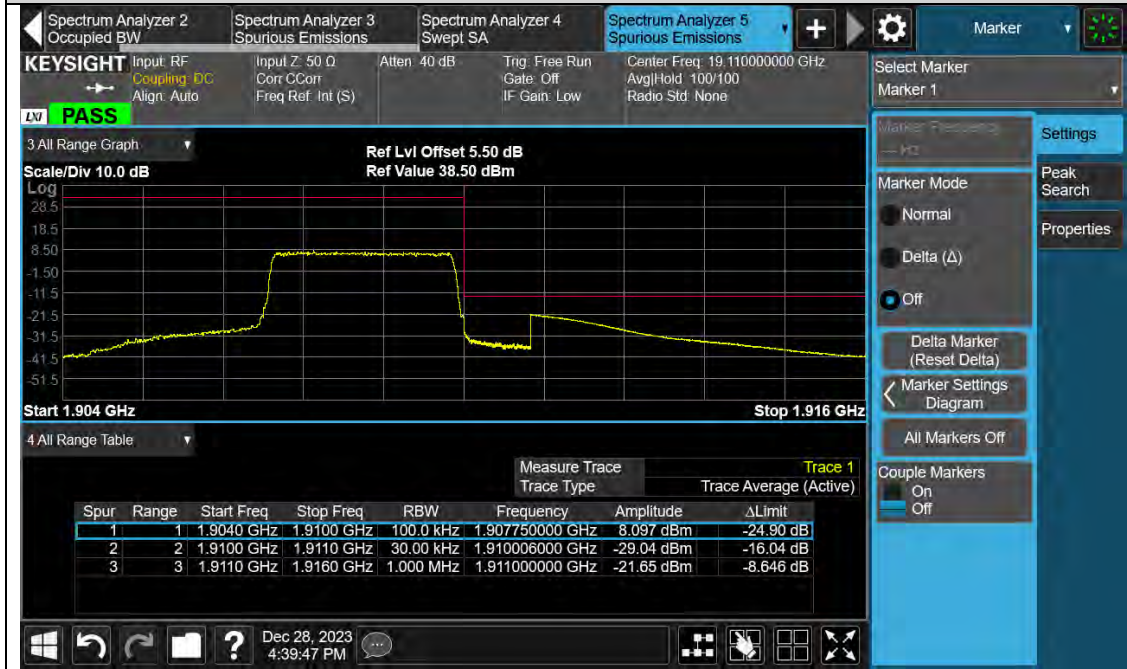 Spectrum Analyzer 2
Occupied BW
Spectrum Analyzer 3
Spurious Emissions
Spectrum Analyzer 4
Swept SA
Spectrum Analyzer 5
Spurious Emissions
+
Marker
KEYSIGHT
Input: RF
Coupling: DC
Align: Auto
Input Z: 50 Ω
Corr CCorr
Freq Ref: Int (S)
Atten: 40 dB
Trig: Free Run
Gate: Off
IF Gain: Low
Center Freq: 19.110000000 GHz
Avg|Hold: 100/100
Radio Std: None
LXI PASS
3 All Range Graph
Ref Lvl Offset 5.50 dB
Scale/Div 10.0 dB
Ref Value 38.50 dBm
Log
28.5
18.5
8.50
-1.50
-11.5
-21.5
-31.5
-41.5
-51.5
Start 1.904 GHz
Stop 1.916 GHz
4 All Range Table
Measure Trace Trace 1
Trace Type Trace Average (Active)
Spur Range Start Freq Stop Freq RBW Frequency Amplitude ΔLimit
1 1 1.9040 GHz 1.9100 GHz 100.0 kHz 1.907750000 GHz 8.097 dBm -24.90 dB
2 2 1.9100 GHz 1.9110 GHz 30.00 kHz 1.910006000 GHz -29.04 dBm -16.04 dB
3 3 1.9110 GHz 1.9160 GHz 1.000 MHz 1.911000000 GHz -21.65 dBm -8.646 dB
?
Dec 28, 2023
4:39:47 PM
Select Marker
Marker 1
Marker Frequency
--- Hz
Settings
Peak
Search
Properties
Marker Mode
Normal
Delta (Δ)
Off
Delta Marker
(Reset Delta)
Marker Settings
Diagram
All Markers Off
Couple Markers
On
Off